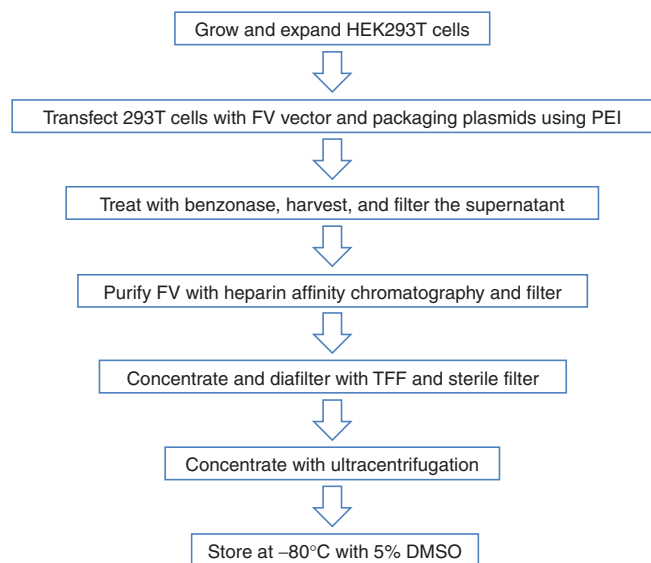 Grow and expand HEK293T cells
Transfect 293T cells with FV vector and packaging plasmids using PEI
Treat with benzonase, harvest, and filter the supernatant
Purify FV with heparin affinity chromatography and filter
Concentrate and diafilter with TFF and sterile filter
Concentrate with ultracentrifugation
Store at –80°C with 5% DMSO